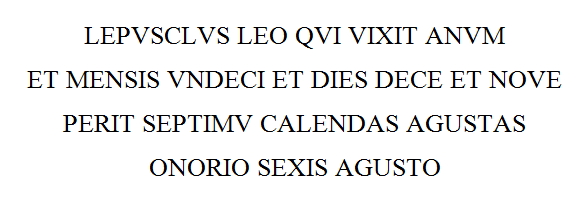 LEPVSCLVS LEO QVI VIXIT ANVM
ET MENSIS VNDECI ET DIES DECE ET NOVE
PERIT SEPTIMV CALENDAS AGUSTAS
ONORIO SEXIS AGUSTO